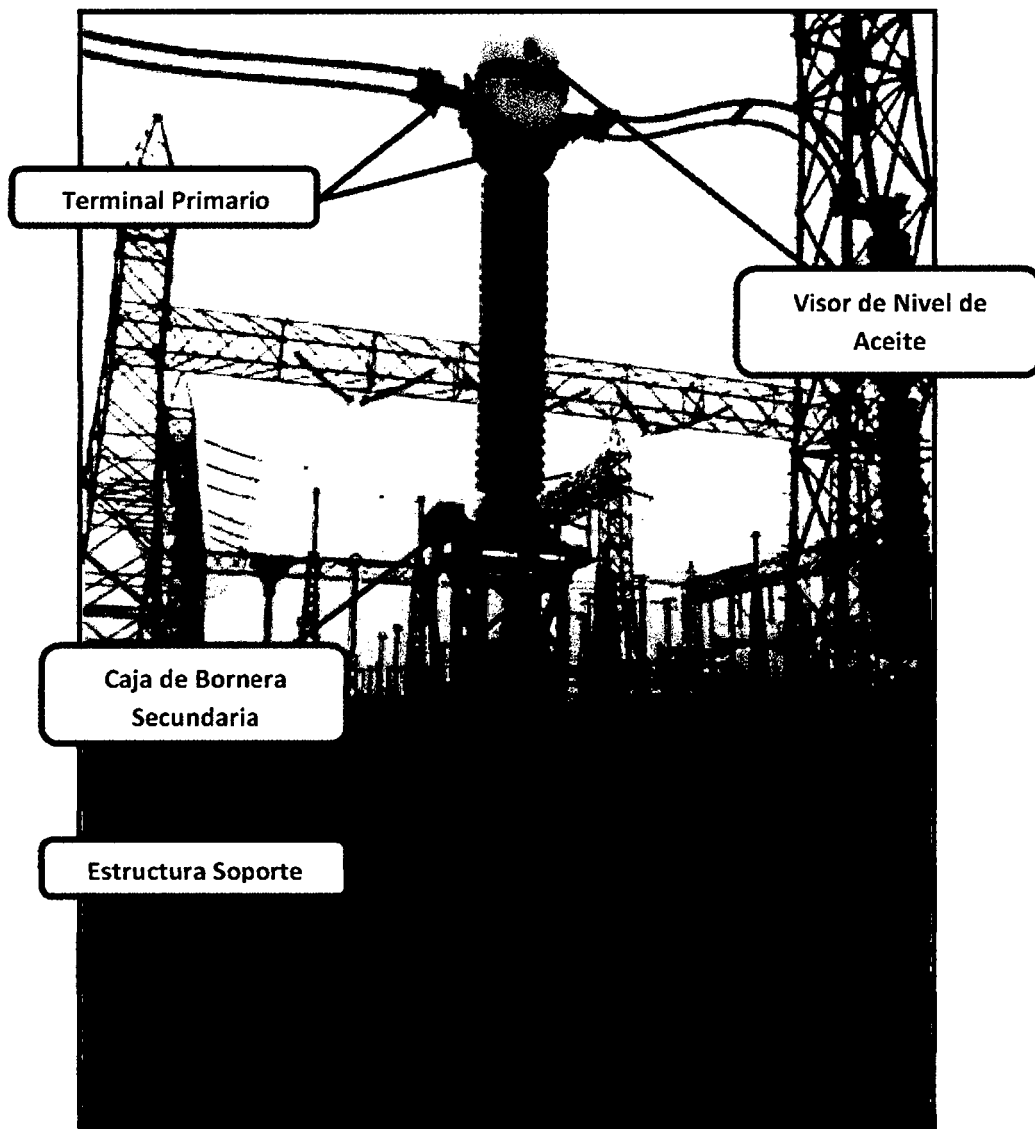 Terminal Primario
Visor de Nivel de
Aceite
Caja de Bornera
Secundaria
Estructura Soporte